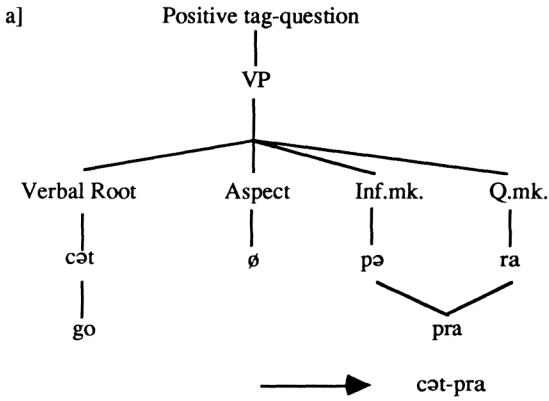 a] Positive tag-question
VP
Verbal Root Aspect Inf.mk. Q.mk.
cət ø pə ra
go pra
cət-pra